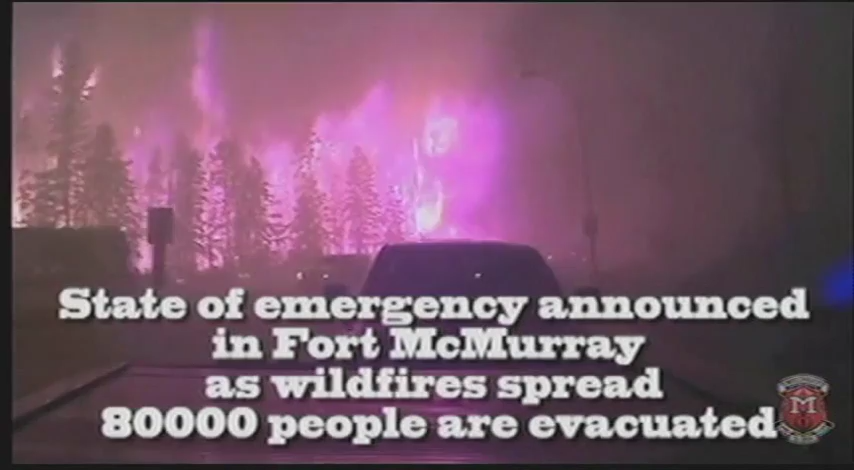 State of emergency announced
in Fort McMurray
as wildfires spread
80000 people are evacuated
M